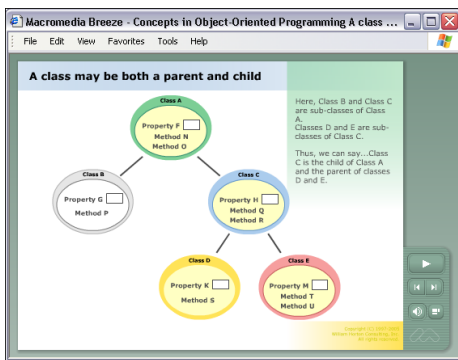 Macromedia Breeze - Concepts in Object-Oriented Programming A class ...
File Edit View Favorites Tools Help
A class may be both a parent and child
Here, Class B and Class C
are sub-classes of Class
A.
Classes D and E are sub-
classes of Class C.
Thus, we can say...Class
C is the child of Class A
and the parent of classes
D and E.
Class A
Property F
Method N
Method O
Class B
Property G
Method P
Class C
Property H
Method Q
Method R
Class D
Property K
Method S
Class E
Property M
Method T
Method U
All rights reserved.